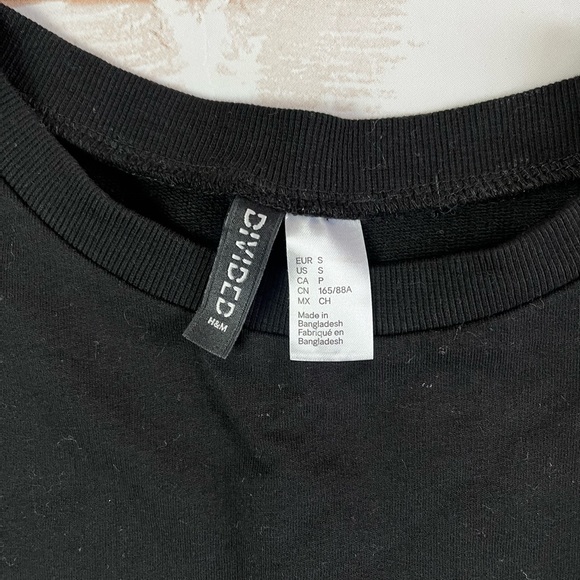 DIVIDED
H&M
EUR S
US S
CA P
CN 165/88A
MX CH
Made in
Bangladesh
Fabriqué en
Bangladesh